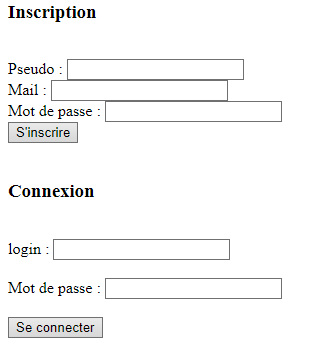 Inscription
Pseudo :
Mail :
Mot de passe :
S'inscrire
Connexion
login :
Mot de passe :
Se connecter